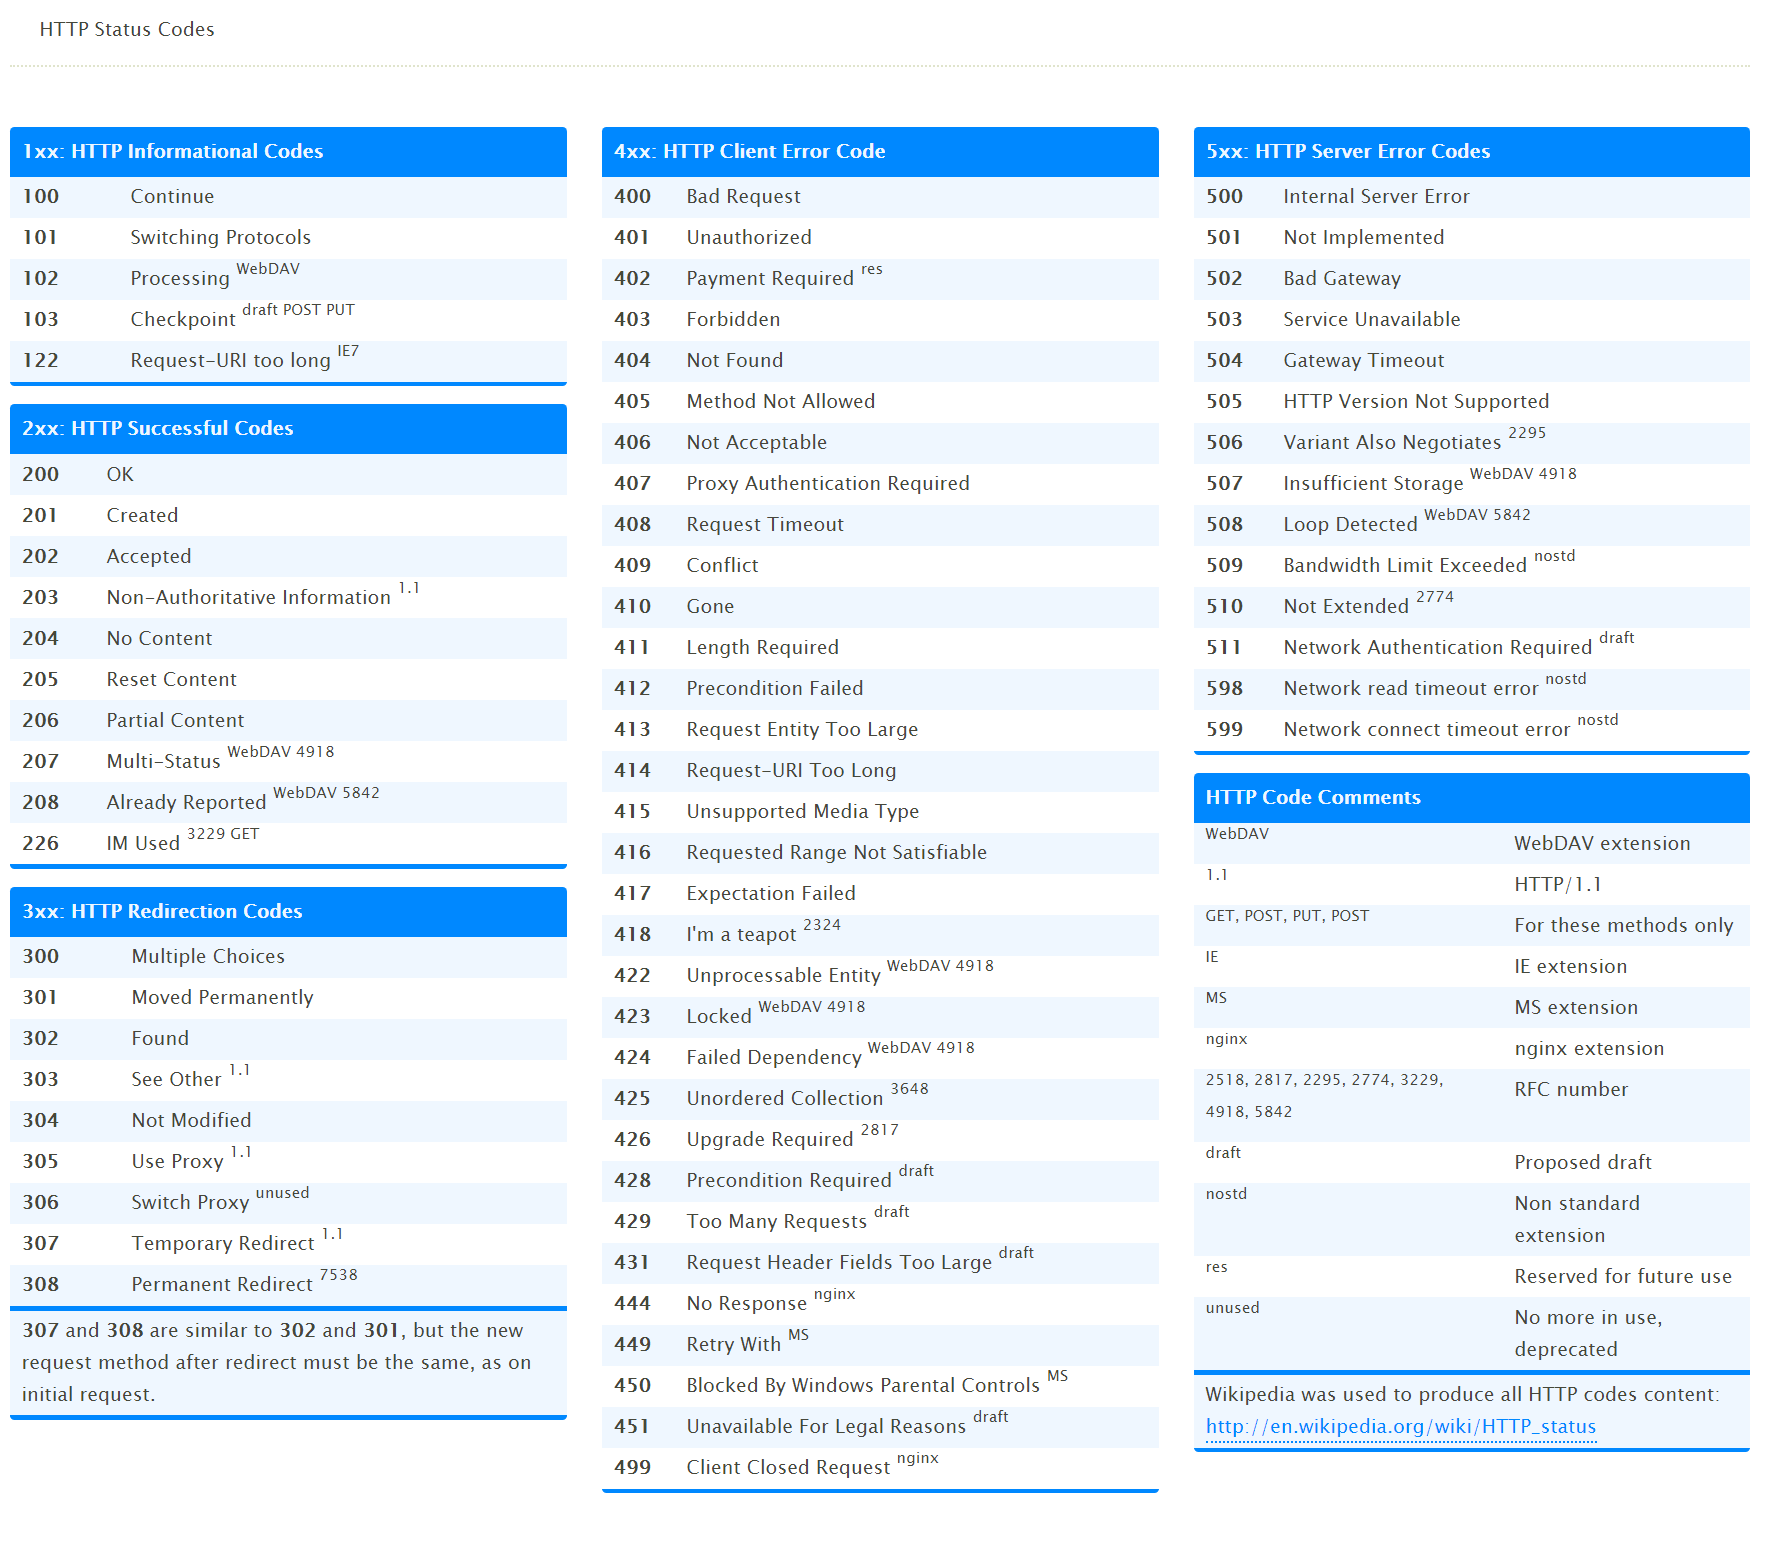 HTTP Status Codes
1xx: HTTP Informational Codes
100 Continue
101 Switching Protocols
102 Processing WebDAV
103 Checkpoint draft POST PUT
122 Request-URI too long IE7
2xx: HTTP Successful Codes
200 OK
201 Created
202 Accepted
203 Non-Authoritative Information 1.1
204 No Content
205 Reset Content
206 Partial Content
207 Multi-Status WebDAV 4918
208 Already Reported WebDAV 5842
226 IM Used 3229 GET
3xx: HTTP Redirection Codes
300 Multiple Choices
301 Moved Permanently
302 Found
303 See Other 1.1
304 Not Modified
305 Use Proxy 1.1
306 Switch Proxy unused
307 Temporary Redirect 1.1
308 Permanent Redirect 7538
307 and 308 are similar to 302 and 301, but the new
request method after redirect must be the same, as on
initial request.
4xx: HTTP Client Error Code
400 Bad Request
401 Unauthorized
402 Payment Required res
403 Forbidden
404 Not Found
405 Method Not Allowed
406 Not Acceptable
407 Proxy Authentication Required
408 Request Timeout
409 Conflict
410 Gone
411 Length Required
412 Precondition Failed
413 Request Entity Too Large
414 Request-URI Too Long
415 Unsupported Media Type
416 Requested Range Not Satisfiable
417 Expectation Failed
418 I'm a teapot 2324
422 Unprocessable Entity WebDAV 4918
423 Locked WebDAV 4918
424 Failed Dependency WebDAV 4918
425 Unordered Collection 3648
426 Upgrade Required 2817
428 Precondition Required draft
429 Too Many Requests draft
431 Request Header Fields Too Large draft
444 No Response nginx
449 Retry With MS
450 Blocked By Windows Parental Controls MS
451 Unavailable For Legal Reasons draft
499 Client Closed Request nginx
5xx: HTTP Server Error Codes
500 Internal Server Error
501 Not Implemented
502 Bad Gateway
503 Service Unavailable
504 Gateway Timeout
505 HTTP Version Not Supported
506 Variant Also Negotiates 2295
507 Insufficient Storage WebDAV 4918
508 Loop Detected WebDAV 5842
509 Bandwidth Limit Exceeded nostd
510 Not Extended 2774
511 Network Authentication Required draft
598 Network read timeout error nostd
599 Network connect timeout error nostd
HTTP Code Comments
WebDAV WebDAV extension
1.1 HTTP/1.1
GET, POST, PUT, POST For these methods only
IE IE extension
MS MS extension
nginx nginx extension
2518, 2817, 2295, 2774, 3229, RFC number
4918, 5842
draft Proposed draft
nostd Non standard
extension
res Reserved for future use
unused No more in use,
deprecated
Wikipedia was used to produce all HTTP codes content:
http://en.wikipedia.org/wiki/HTTP_status